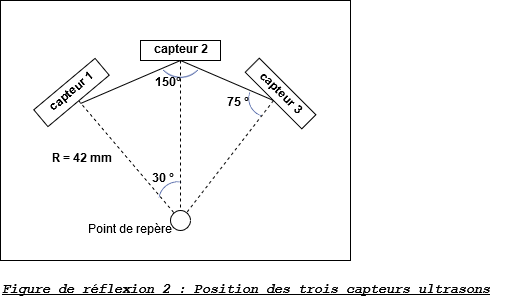 capteur 2
capteur 1
150°
capteur 3
75 °
R = 42 mm
30 °
Point de repère
Figure de réflexion 2 : Position des trois capteurs ultrasons